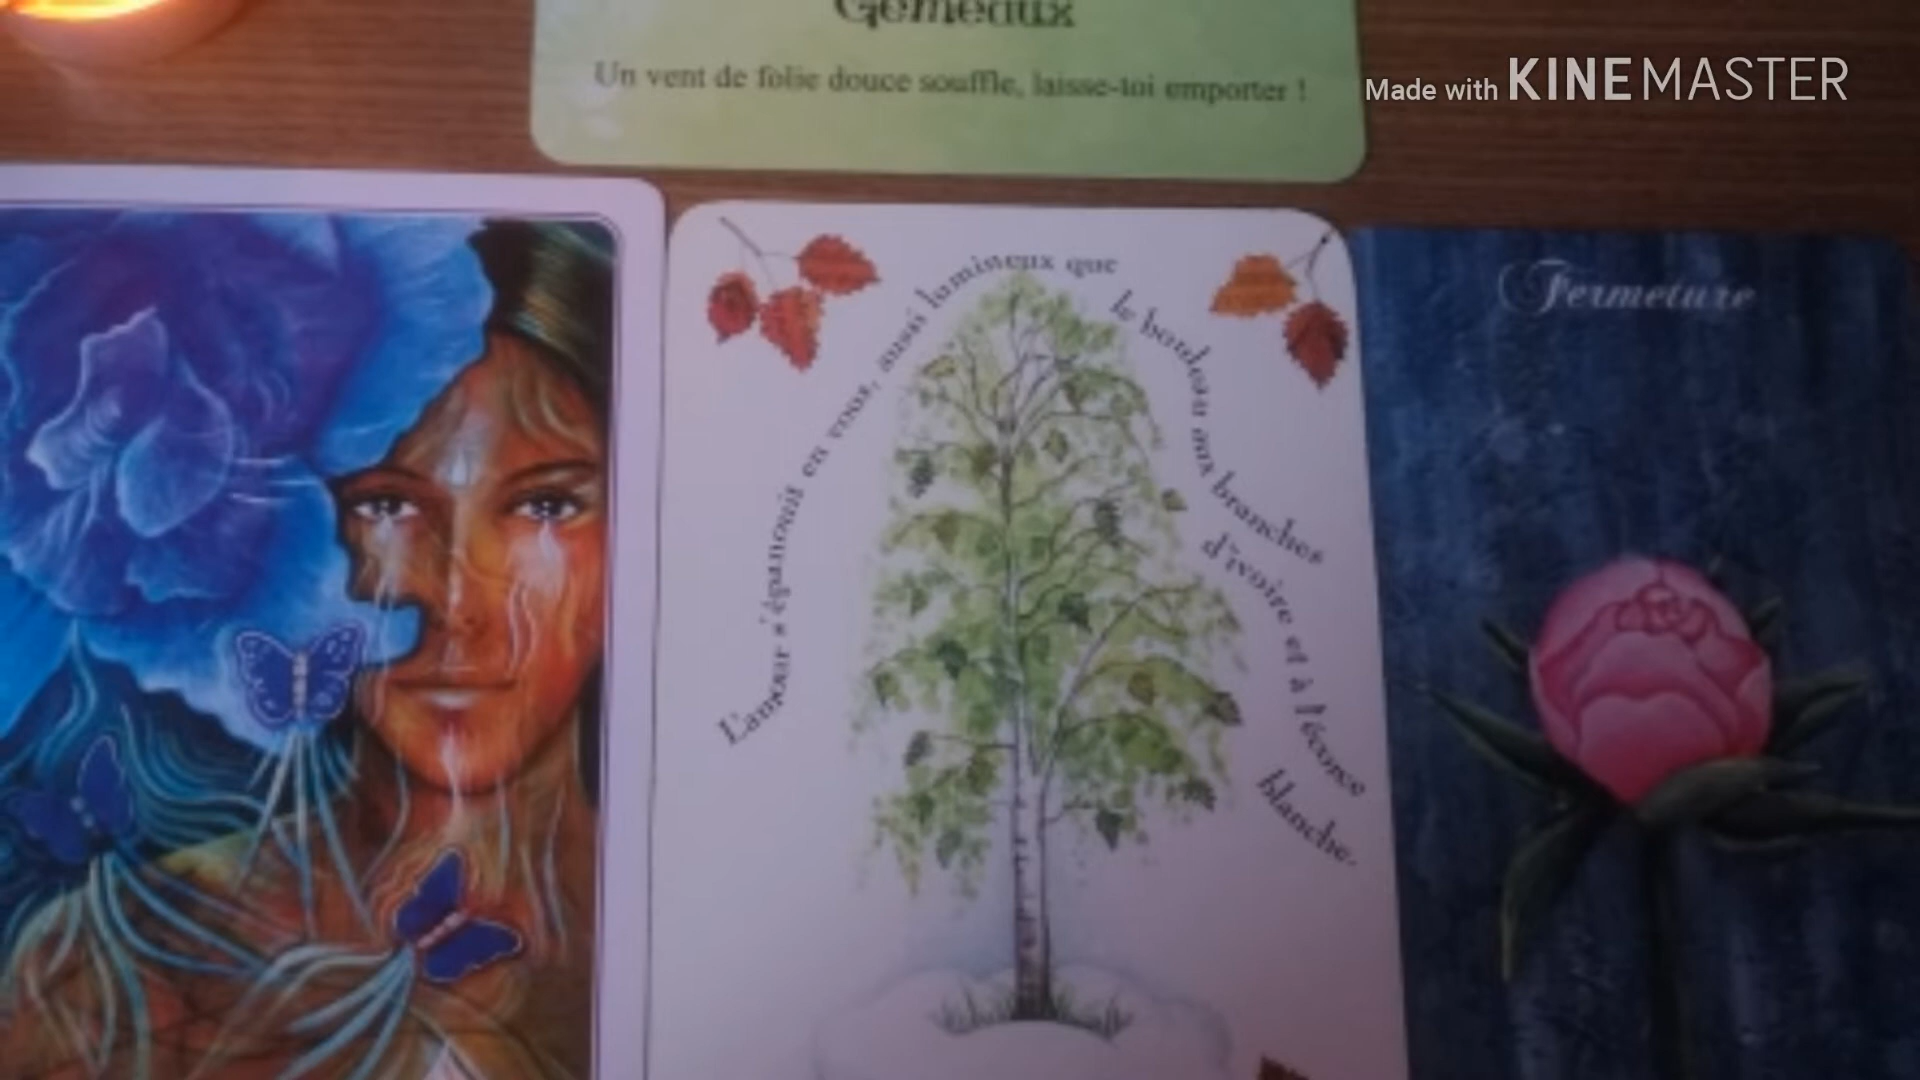 Gémeaux
Un vent de folie douce souffle, laisse-toi emporter !
Made with KINEMASTER
L'amour s'épanouit en vous, aussi lumineux que
le bouleau aux branches
d'ivoire et à l'écorce
blanche.
Fermeture